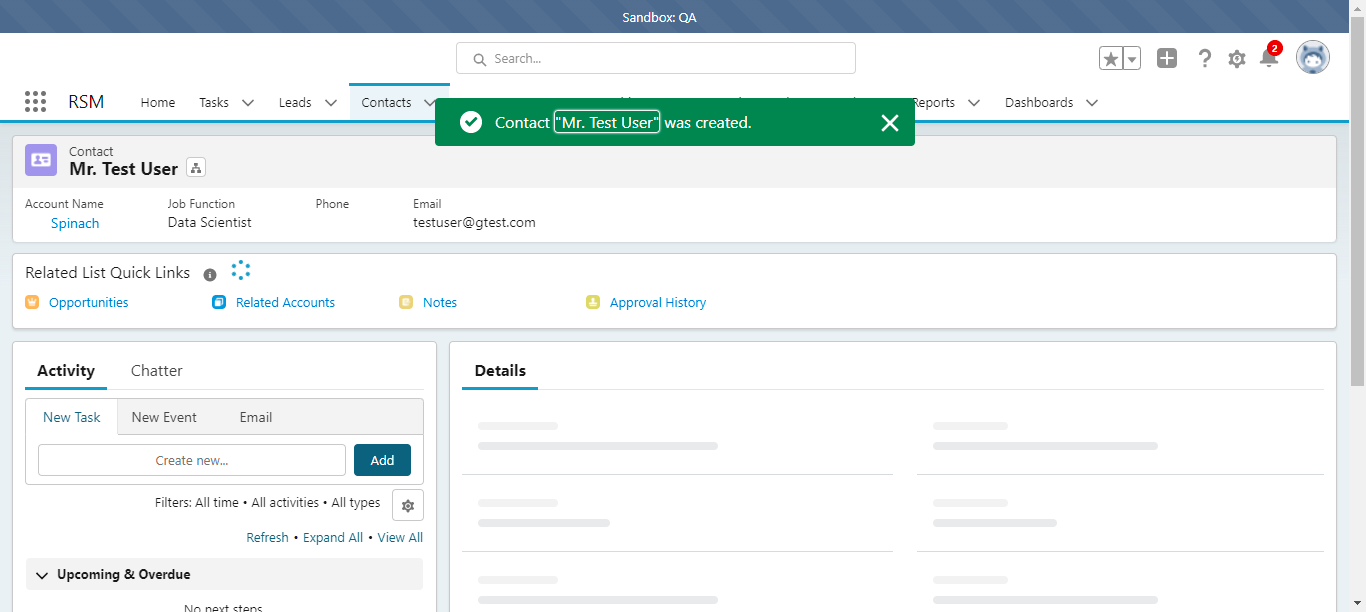 Sandbox: QA
Search...
2
RSM
Home
Tasks
Leads
Contacts
Reports
Dashboards
Contact "Mr. Test User" was created.
Contact
Mr. Test User
Account Name
Job Function
Phone
Email
Spinach
Data Scientist
testuser@gtest.com
Related List Quick Links
Opportunities
Related Accounts
Notes
Approval History
Activity
Chatter
Details
New Task
New Event
Email
Create new...
Add
Filters: All time • All activities • All types
Refresh • Expand All • View All
Upcoming & Overdue
No next steps.